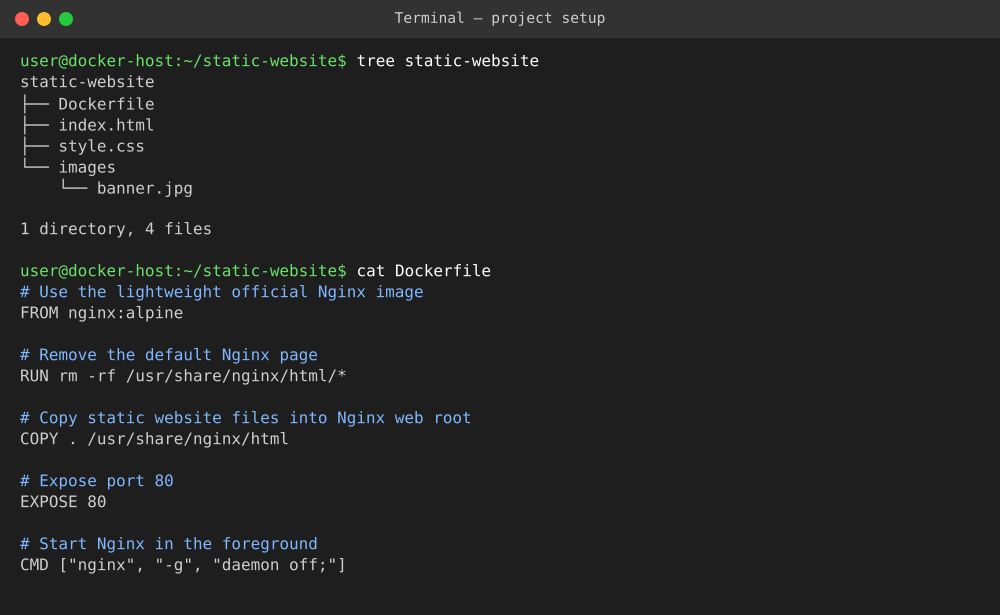 Terminal — project setup
user@docker-host:~/static-website$ tree static-website
static-website
├── Dockerfile
├── index.html
├── style.css
└── images
    └── banner.jpg
1 directory, 4 files
user@docker-host:~/static-website$ cat Dockerfile
# Use the lightweight official Nginx image
FROM nginx:alpine
# Remove the default Nginx page
RUN rm -rf /usr/share/nginx/html/*
# Copy static website files into Nginx web root
COPY . /usr/share/nginx/html
# Expose port 80
EXPOSE 80
# Start Nginx in the foreground
CMD ["nginx", "-g", "daemon off;"]